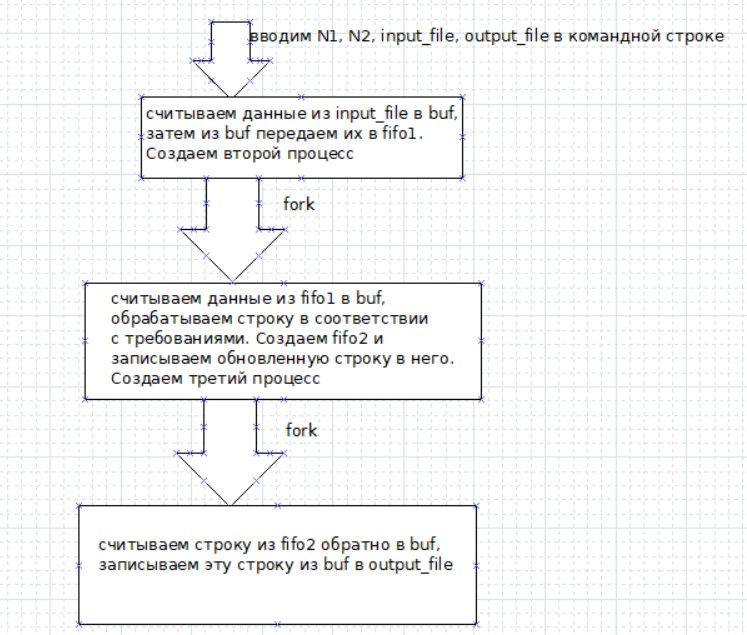 вводим N1, N2, input_file, output_file в командной строке
считываем данные из input_file в buf,
затем из buf передаем их в fifo1.
Создаем второй процесс
fork
считываем данные из fifo1 в buf,
обрабатываем строку в соответствии
с требованиями. Создаем fifo2 и
записываем обновленную строку в него.
Создаем третий процесс
fork
считываем строку из fifo2 обратно в buf,
записываем эту строку из buf в output_file